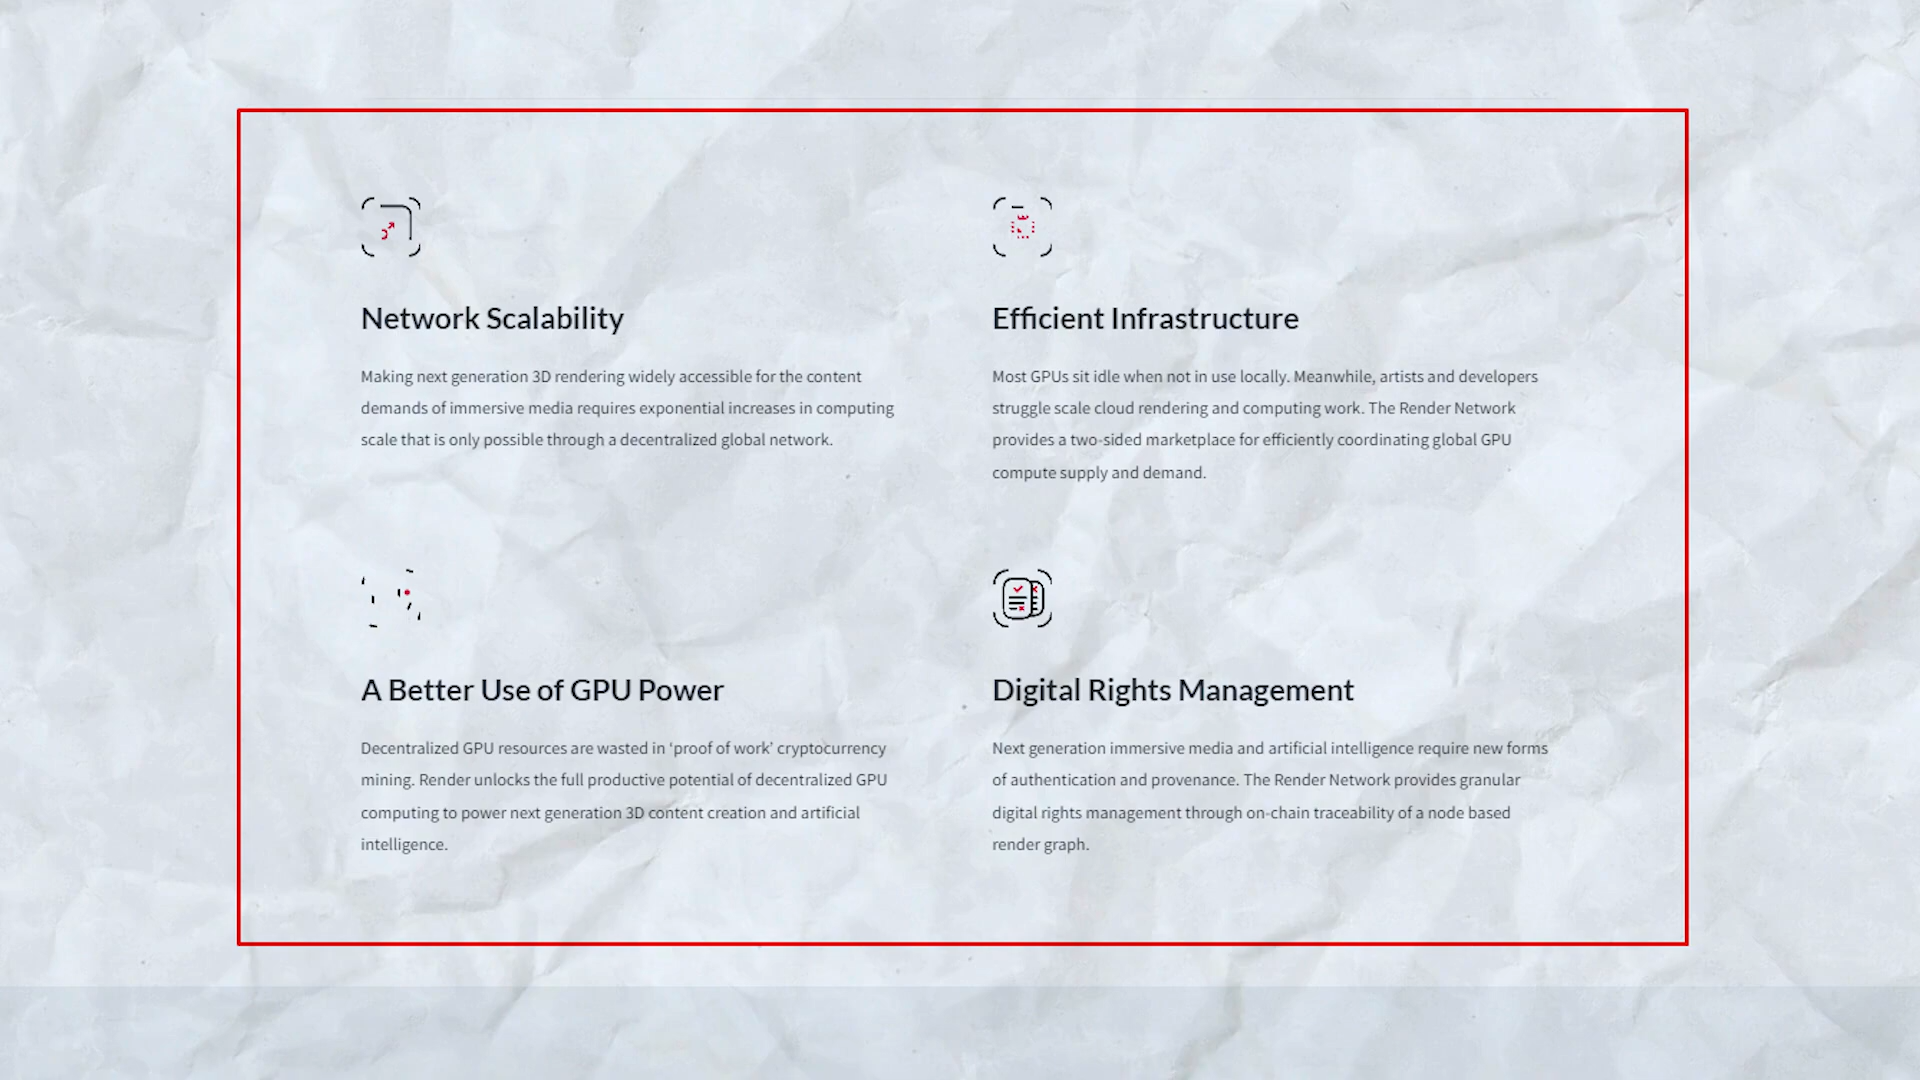 Network Scalability
Making next generation 3D rendering widely accessible for the content
demands of immersive media requires exponential increases in computing
scale that is only possible through a decentralized global network.
Efficient Infrastructure
Most GPUs sit idle when not in use locally. Meanwhile, artists and developers
struggle scale cloud rendering and computing work. The Render Network
provides a two-sided marketplace for efficiently coordinating global GPU
compute supply and demand.
A Better Use of GPU Power
Decentralized GPU resources are wasted in ‘proof of work’ cryptocurrency
mining. Render unlocks the full productive potential of decentralized GPU
computing to power next generation 3D content creation and artificial
intelligence.
Digital Rights Management
Next generation immersive media and artificial intelligence require new forms
of authentication and provenance. The Render Network provides granular
digital rights management through on-chain traceability of a node based
render graph.